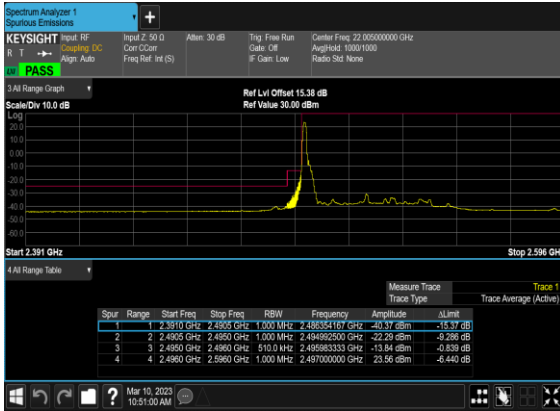 Spectrum Analyzer 1
Spurious Emissions
KEYSIGHT Input: RF Input Z: 50 Ω Atten: 30 dB Trig: Free Run Center Freq: 22.005000000 GHz
R T Coupling: DC Corr CCorr Gate: Off Avg|Hold: 1000/1000
Align: Auto Freq Ref: Int (S) IF Gain: Low Radio Std: None
PASS
3 All Range Graph
Ref Lvl Offset 15.38 dB
Scale/Div 10.0 dB Ref Value 30.00 dBm
Log
20.0
10.0
0.00
-10.0
-20.0
-30.0
-40.0
-50.0
-60.0
Start 2.391 GHz Stop 2.596 GH
4 All Range Table
Measure Trace Trace 1
Trace Type Trace Average (Active)
Spur Range Start Freq Stop Freq RBW Frequency Amplitude ΔLimit
1 1 2.3910 GHz 2.4905 GHz 1.000 MHz 2.486354167 GHz -40.37 dBm -15.37 dB
2 2 2.4905 GHz 2.4950 GHz 1.000 MHz 2.494992500 GHz -22.29 dBm -9.286 dB
3 3 2.4950 GHz 2.4960 GHz 510.0 kHz 2.495983333 GHz -13.84 dBm -0.839 dB
4 4 2.4960 GHz 2.5960 GHz 1.000 MHz 2.497000000 GHz 23.56 dBm -6.440 dB
Mar 10, 2023
10:51:00 AM